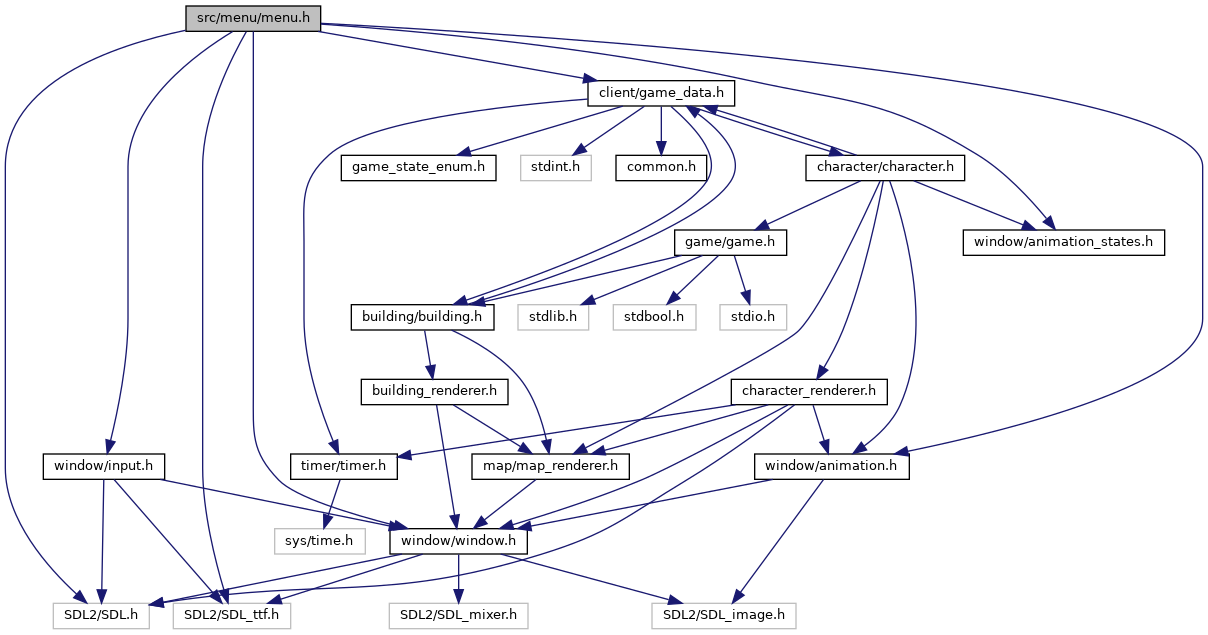 src/menu/menu.h
client/game_data.h
game_state_enum.h
stdint.h
common.h
character/character.h
game/game.h
window/animation_states.h
building/building.h
stdlib.h
stdbool.h
stdio.h
building_renderer.h
character_renderer.h
window/input.h
timer/timer.h
map/map_renderer.h
window/animation.h
sys/time.h
window/window.h
SDL2/SDL.h
SDL2/SDL_ttf.h
SDL2/SDL_mixer.h
SDL2/SDL_image.h